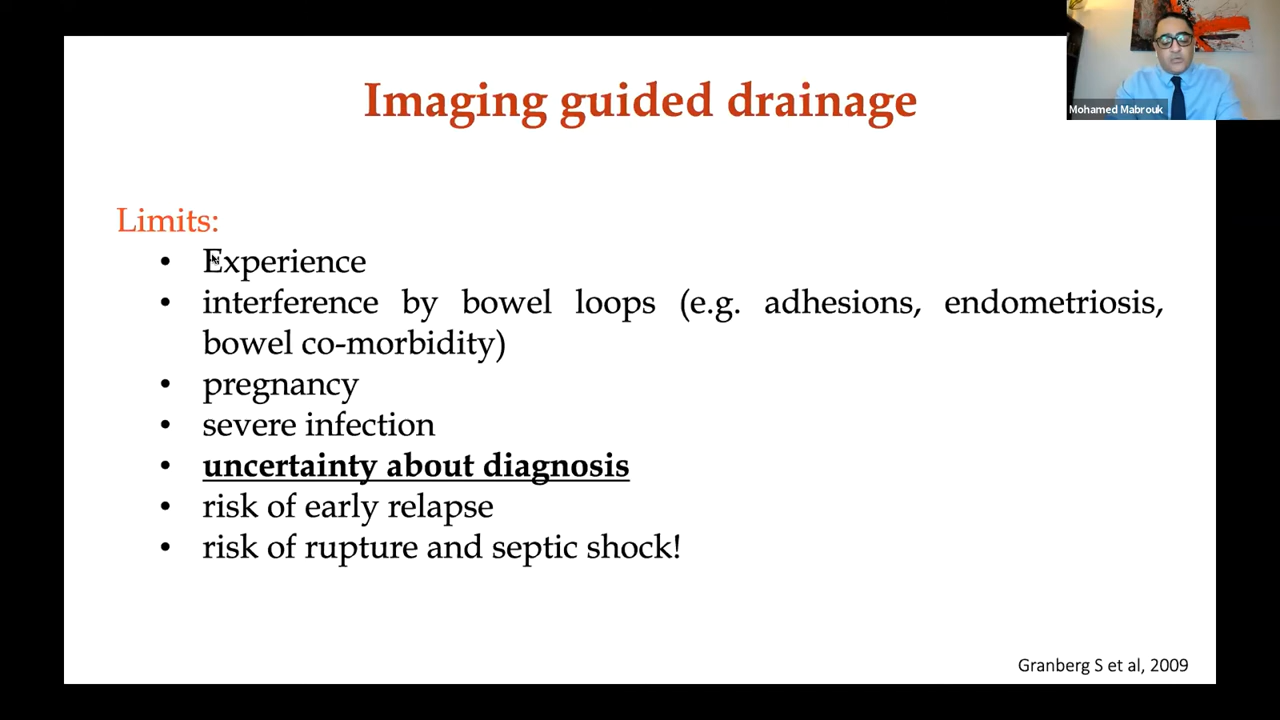 Imaging guided drainage
Mohamed Mabrouk
Limits:
• Experience
• interference by bowel loops (e.g. adhesions, endometriosis,
bowel co-morbidity)
• pregnancy
• severe infection
• uncertainty about diagnosis
• risk of early relapse
• risk of rupture and septic shock!
Granberg S et al, 2009